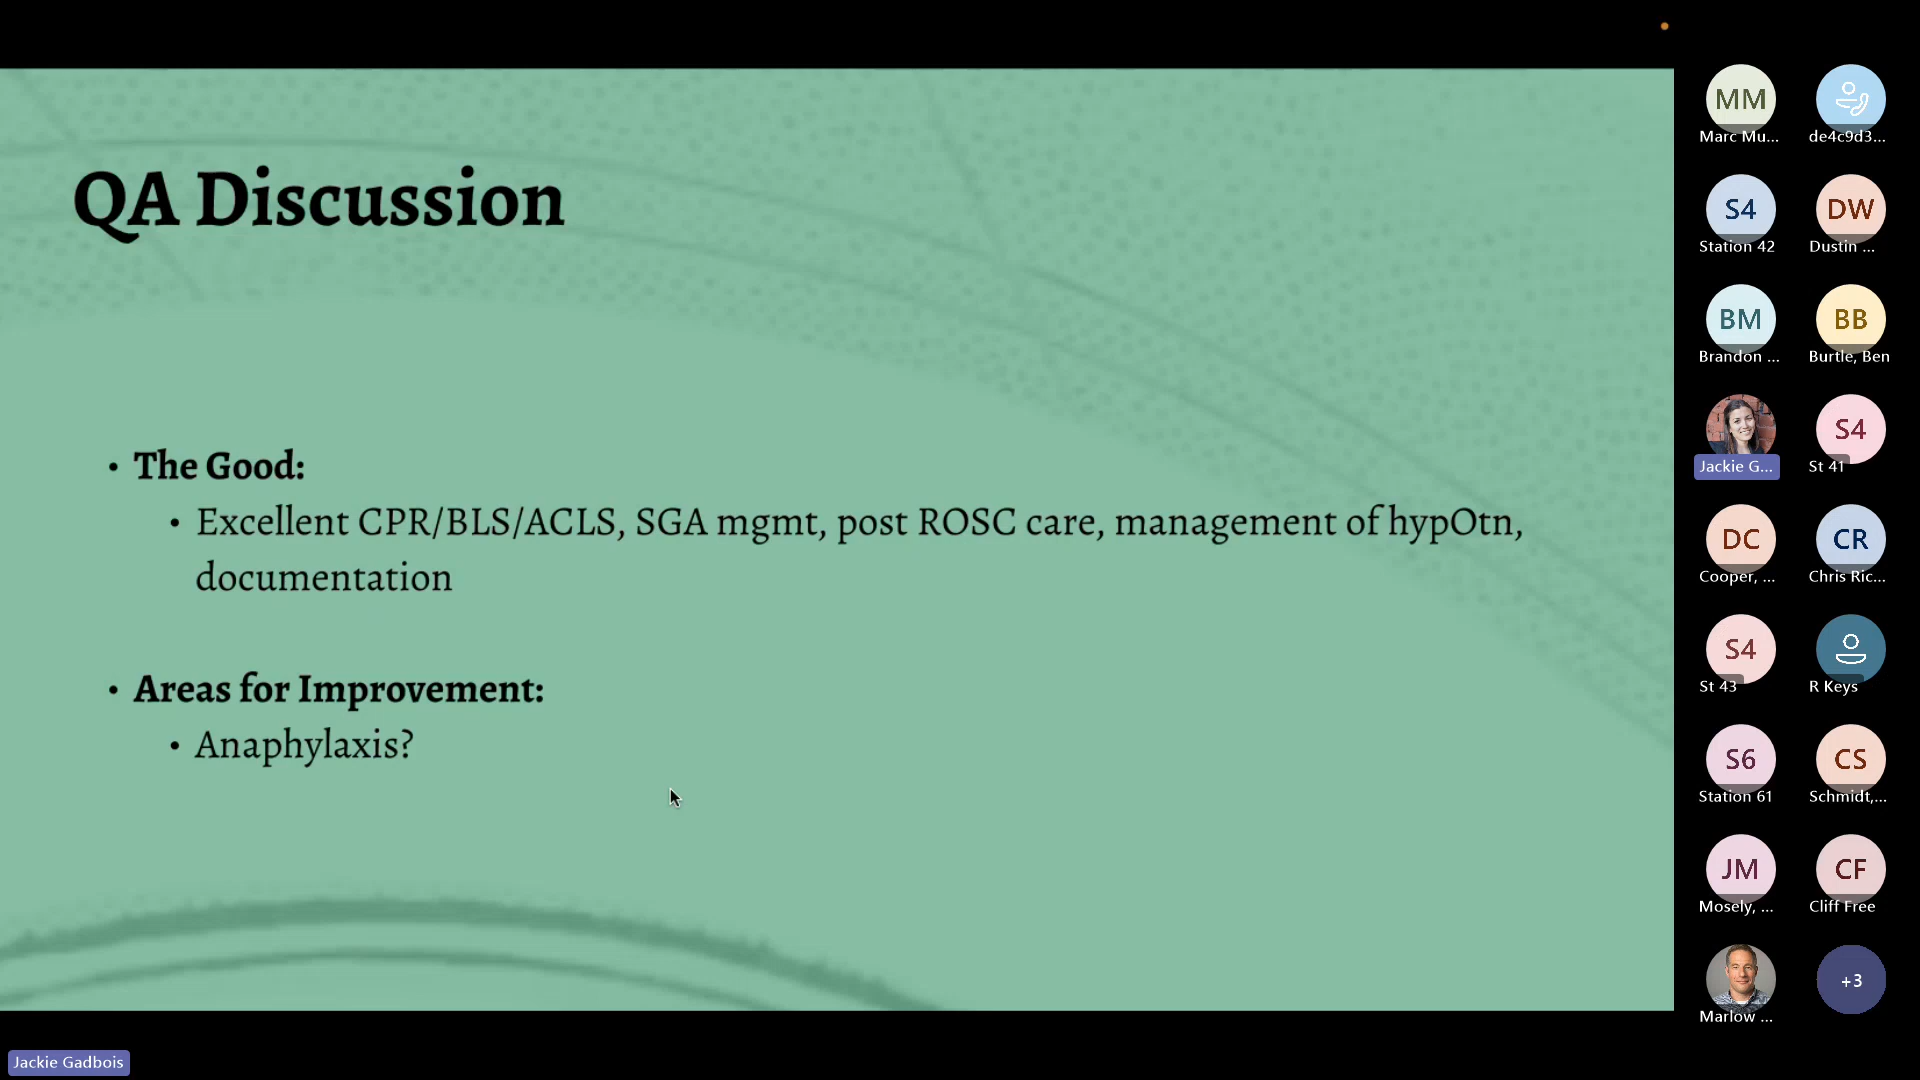 QA Discussion
• The Good:
• Excellent CPR/BLS/ACLS, SGA mgmt, post ROSC care, management of hypOtn,
documentation
• Areas for Improvement:
• Anaphylaxis?
MM
Marc Mu...
de4c9d3...
S4
Station 42
DW
Dustin ...
BM
Brandon ...
BB
Burtle, Ben
Jackie G...
S4
St 41
DC
Cooper, ...
CR
Chris Ric...
S4
St 43
R Keys
S6
Station 61
CS
Schmidt,...
JM
Mosely, ...
CF
Cliff Free
Marlow ...
+3
Jackie Gadbois